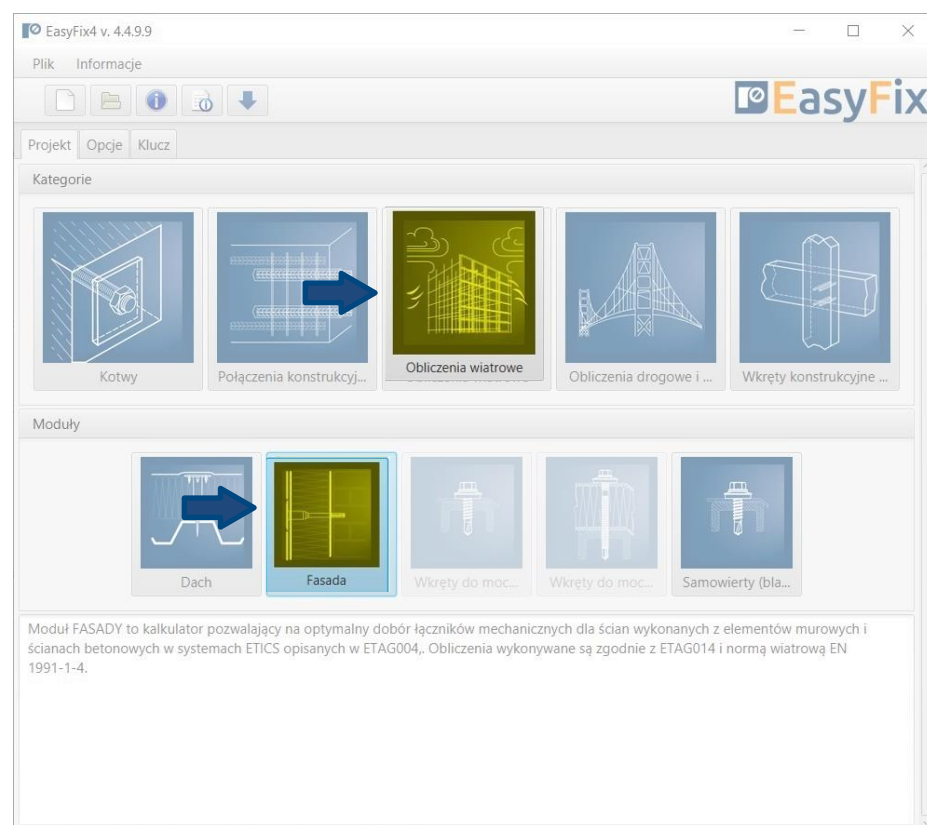 EasyFix4 v. 4.4.9.9
Plik Informacje
EasyFix
Projekt Opcje Klucz
Kategorie
Kotwy Połączenia konstrukcyj... Obliczenia wiatrowe Obliczenia drogowe i ... Wkręty konstrukcyjne ...
Moduły
Dach Fasada Wkręty do moc... Wkręty do moc... Samowierty (bla...
Moduł FASADY to kalkulator pozwalający na optymalny dobór łączników mechanicznych dla ścian wykonanych z elementów murowych i
ścianach betonowych w systemach ETICS opisanych w ETAG004,. Obliczenia wykonywane są zgodnie z ETAG014 i normą wiatrową EN
1991-1-4.